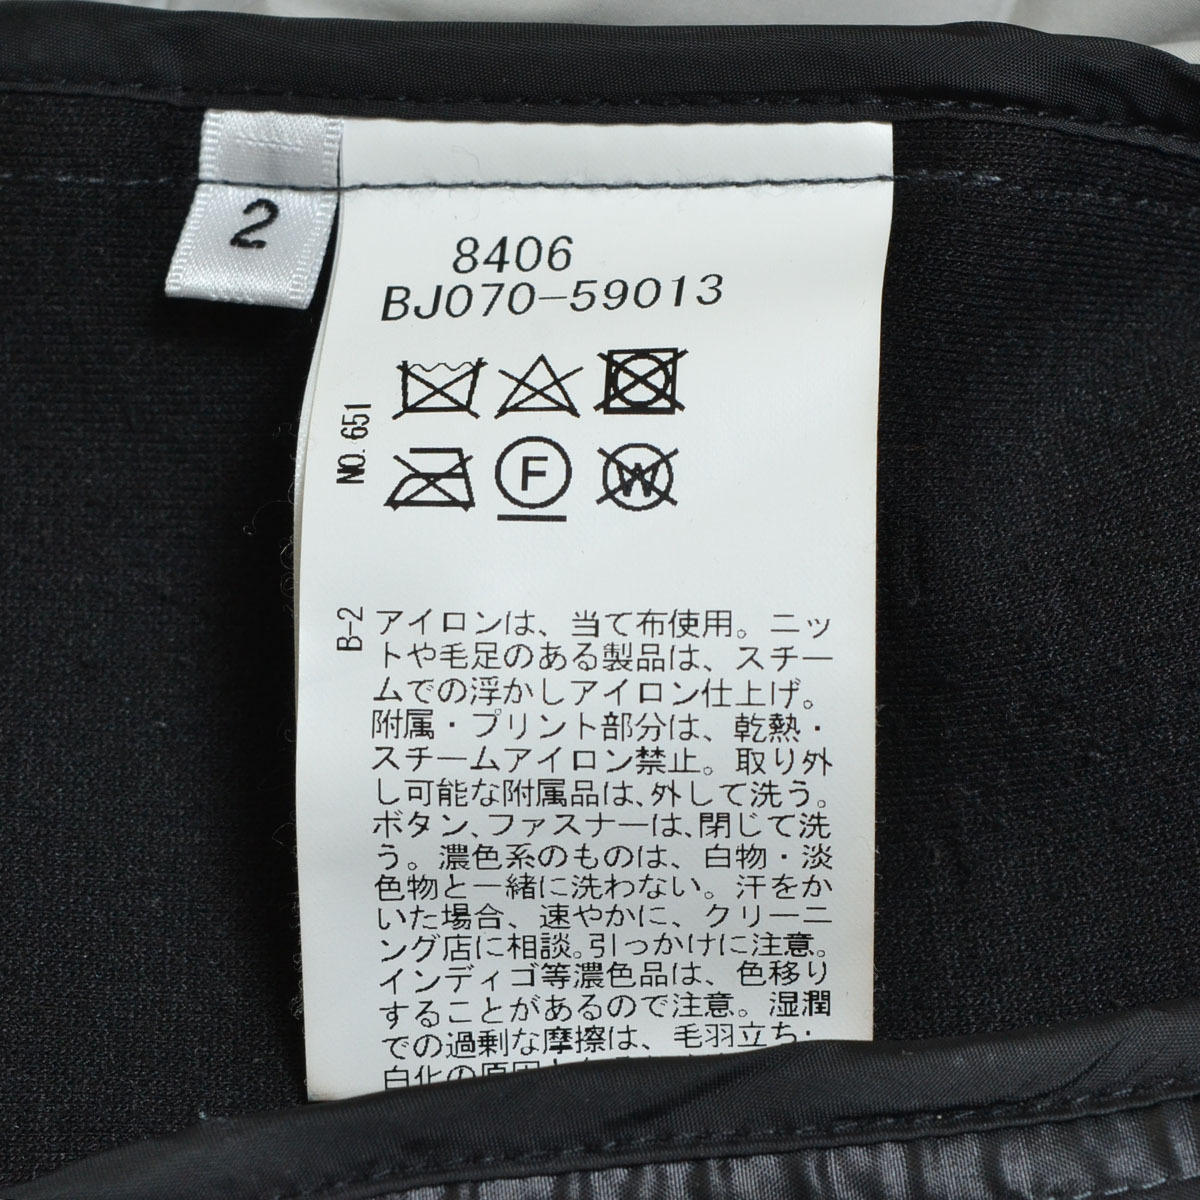 2
8406
BJ070-59013
NO. 651
F
W
B-2
アイロンは、当て布使用。ニッ
トや毛足のある製品は、スチー
ムでの浮かしアイロン仕上げ。
附属・プリント部分は、乾熱・
スチームアイロン禁止。取り外
し可能な附属品は、外して洗う。
ボタン、ファスナーは、閉じて洗
う。濃色系のものは、白物・淡
色物と一緒に洗わない。汗をか
いた場合、速やかに、クリーニ
ング店に相談。引っかけに注意。
インディゴ等濃色品は、色移り
することがあるので注意。湿潤
での過剰な摩擦は、毛羽立ち・
白化の原因